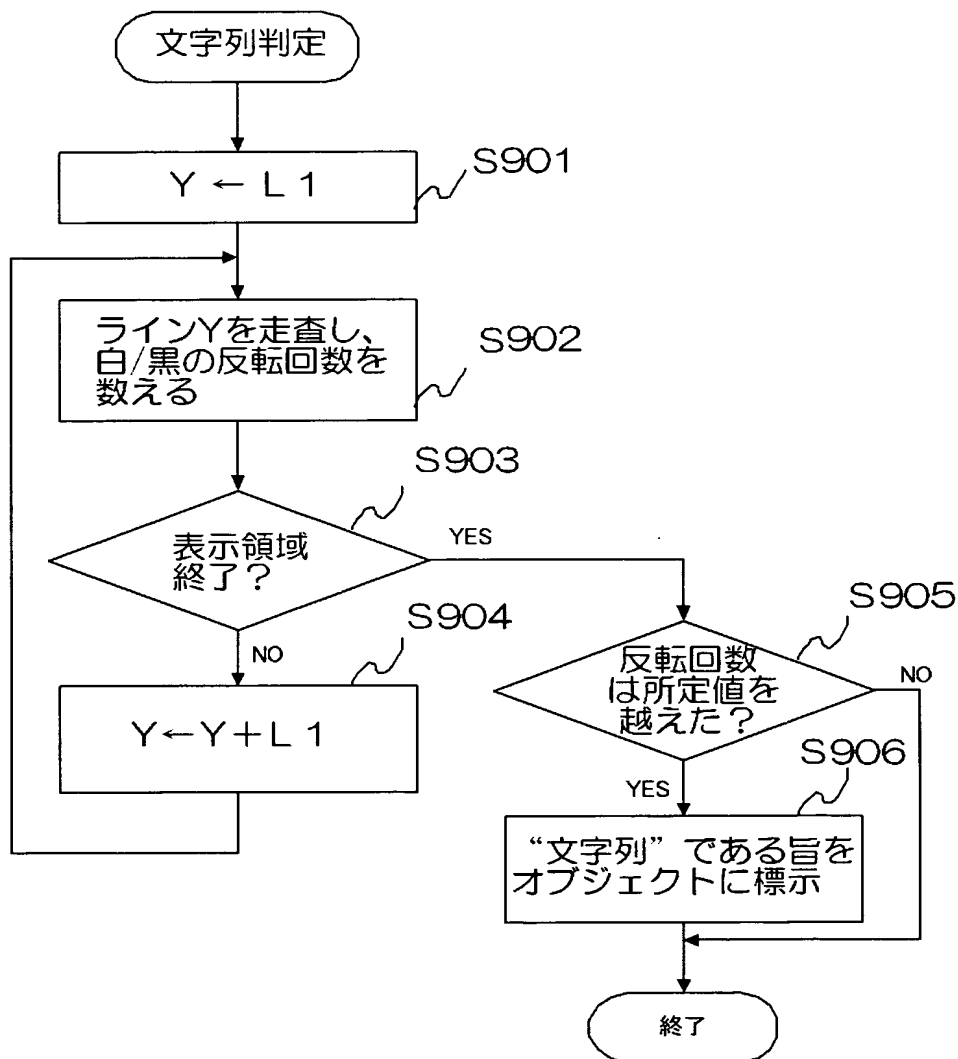 文字列判定
Y ← L 1
S901
ラインYを走査し、
白/黒の反転回数を
数える
S902
S903
表示領域
終了?
YES
NO
S904
Y←Y+L 1
S905
反転回数
は所定値を
越えた?
NO
YES
S906
“文字列”である旨を
オブジェクトに標示
終了